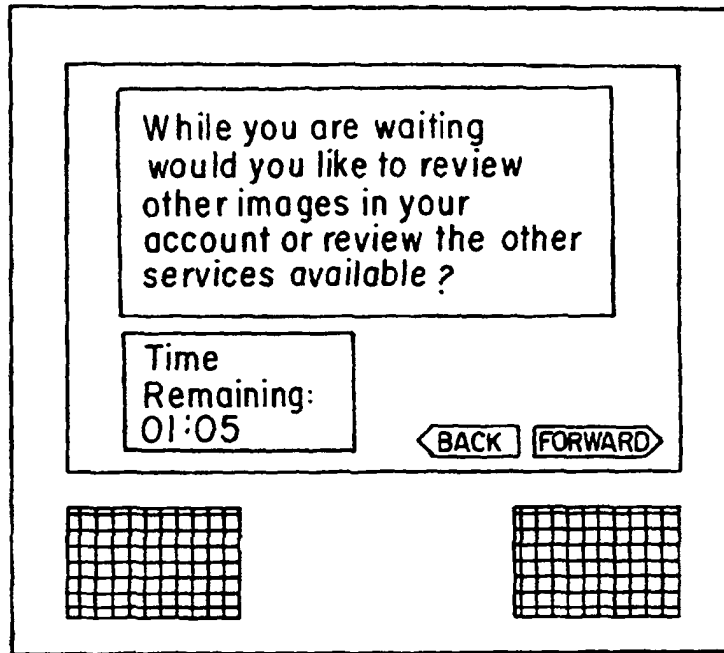 While you are waiting
would you like to review
other images in your
account or review the other
services available?
Time
Remaining:
01:05
BACK FORWARD